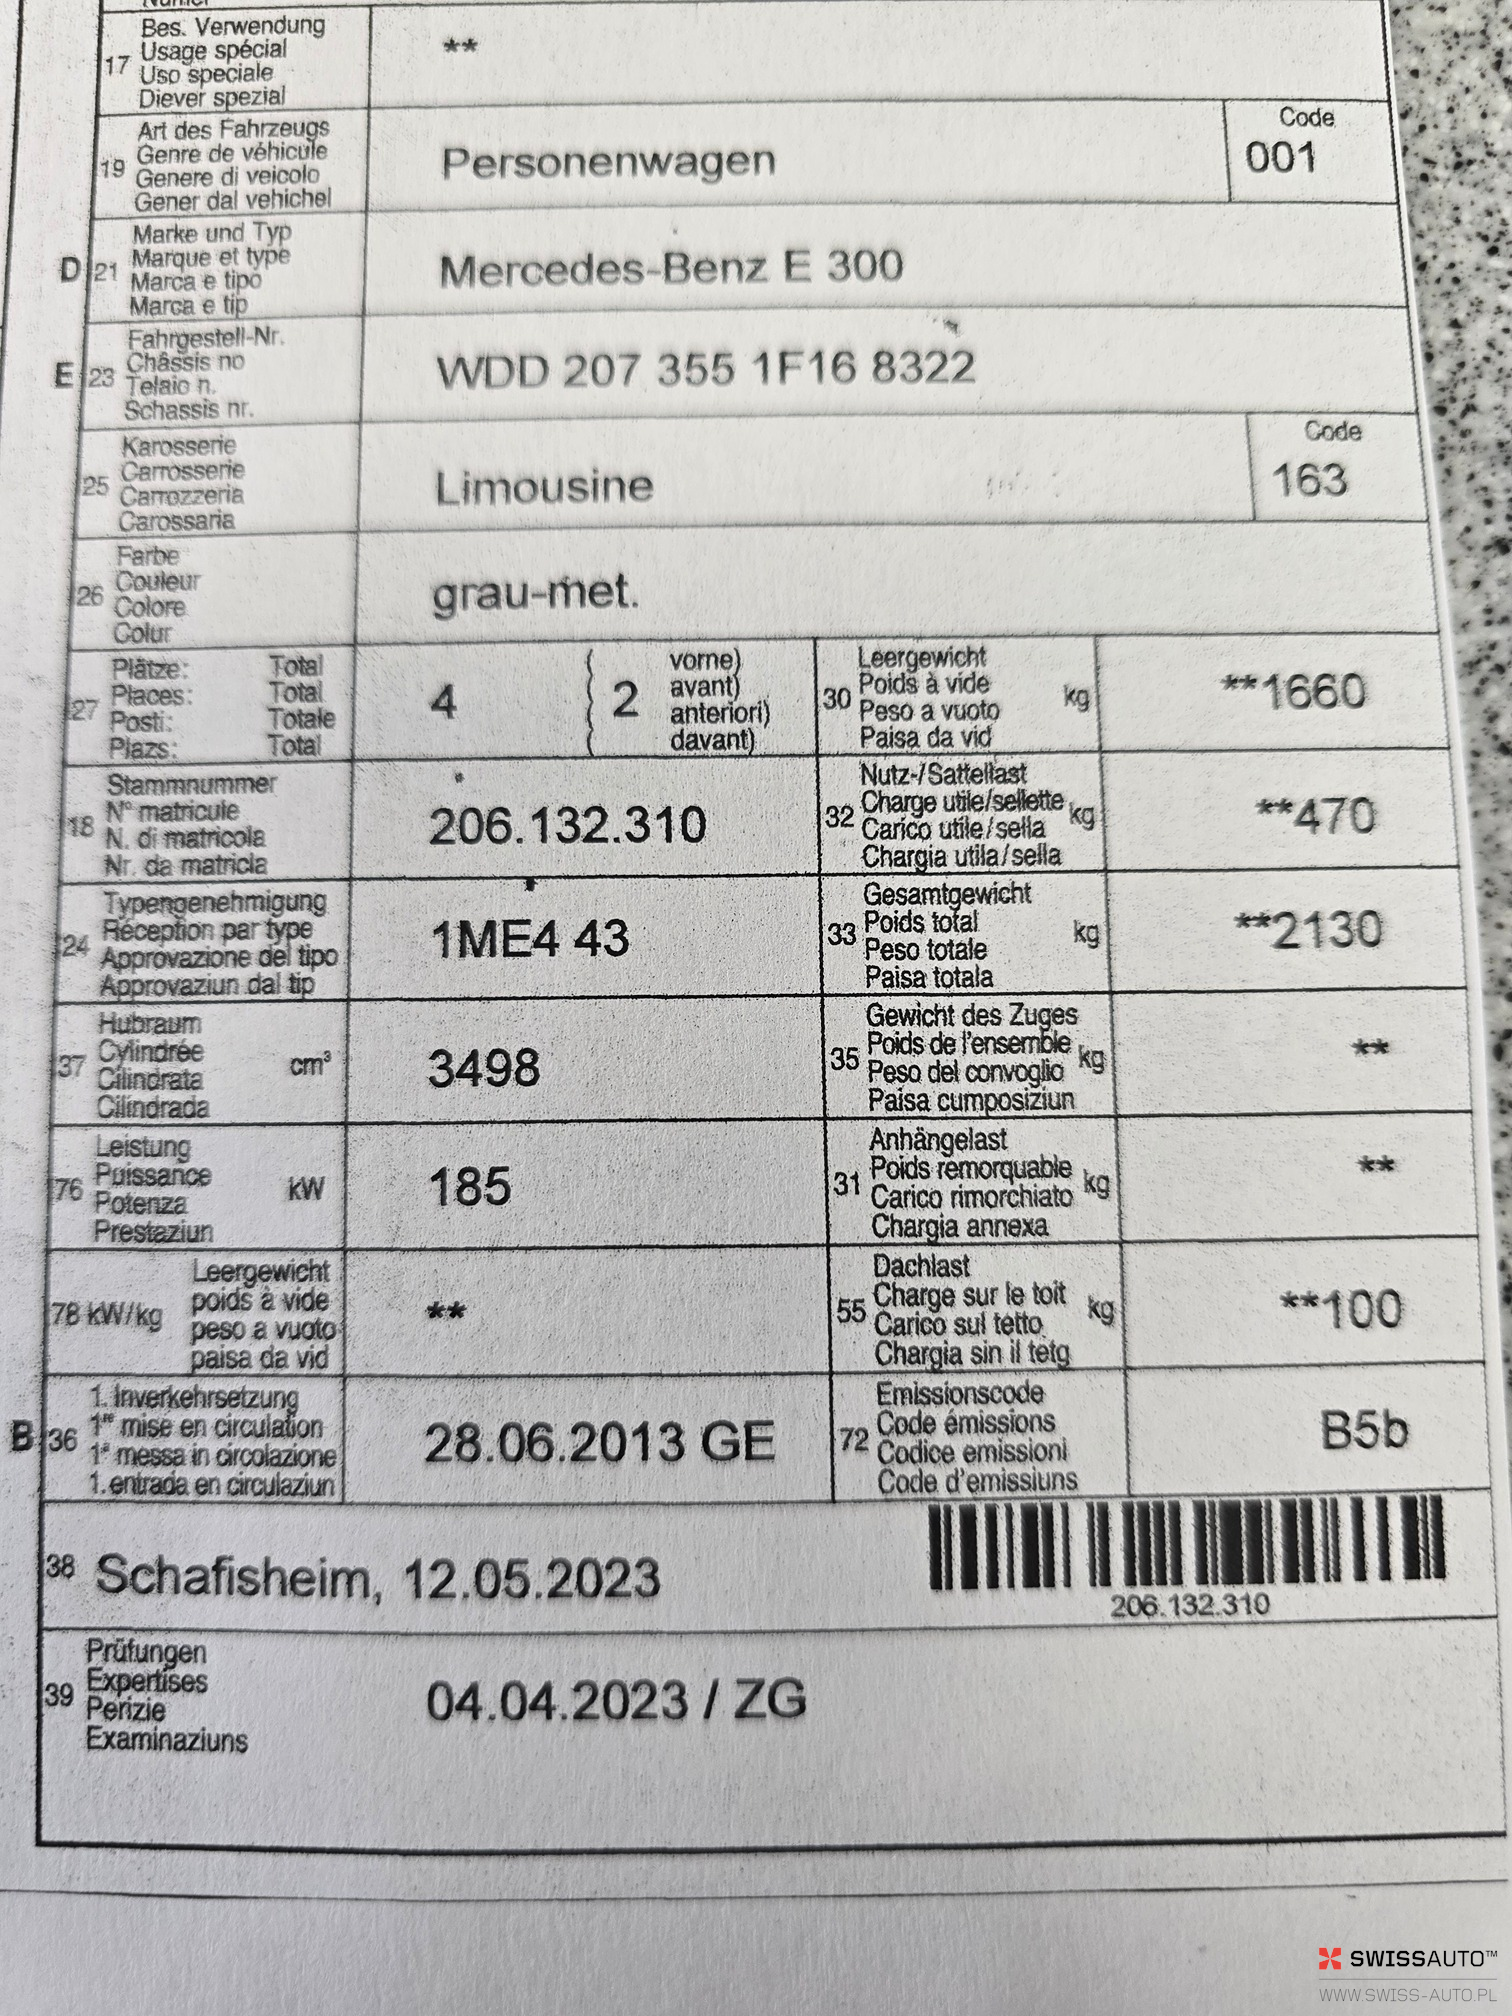 17 Bes. Verwendung
Usage spécial
Uso speciale
Diever spezial
**
19 Art des Fahrzeugs
Genre de véhicule
Genere di veicolo
Gener dal vehichel
Personenwagen
Code
001
D 21 Marke und Typ
Marque et type
Marca e tipo
Marca e tip
Mercedes-Benz E 300
E 23 Fahrgestell-Nr.
Châssis no
Telaio n.
Schassis nr.
WDD 207 355 1F16 8322
25 Karosserie
Carrosserie
Carrozzeria
Carossaria
Limousine
Code
163
26 Farbe
Couleur
Colore
Colur
grau-met.
27 Plätze: Total
Places: Total
Posti: Totale
Plazs: Total
4 ( 2 vorne)
( avant)
( anteriori)
( davant)
30 Leergewicht
Poids à vide kg
Peso a vuoto
Paisa da vid
**1660
18 Stammnummer
N° matricule
N. di matricola
Nr. da matricla
206.132.310
32 Nutz-/Sattellast
Charge utile/sellette kg
Carico utile/sella
Chargia utila/sella
**470
24 Typengenehmigung
Réception par type
Approvazione del tipo
Approvaziun dal tip
1ME4 43
33 Gesamtgewicht
Poids total kg
Peso totale
Paisa totala
**2130
37 Hubraum
Cylindrée cm³
Cilindrata
Cilindrada
3498
35 Gewicht des Zuges
Poids de l'ensemble kg
Peso del convoglio
Paisa cumposiziun
**
76 Leistung
Puissance kW
Potenza
Prestaziun
185
31 Anhängelast
Poids remorquable kg
Carico rimorchiato
Chargia annexa
**
78 kW/kg Leergewicht
poids à vide
peso a vuoto
paisa da vid
**
55 Dachlast
Charge sur le toit kg
Carico sul tetto
Chargia sin il tetg
**100
B 36 1. Inverkehrsetzung
1re mise en circulation
1a messa in circolazione
1. entrada en circulaziun
28.06.2013 GE
72 Emissionscode
Code émissions
Codice emissioni
Code d'emissiuns
B5b
38 Schafisheim, 12.05.2023
206.132.310
39 Prüfungen
Expertises
Perizie
Examinaziuns
04.04.2023 / ZG
SWISSAUTO™
WWW.SWISS-AUTO.PL